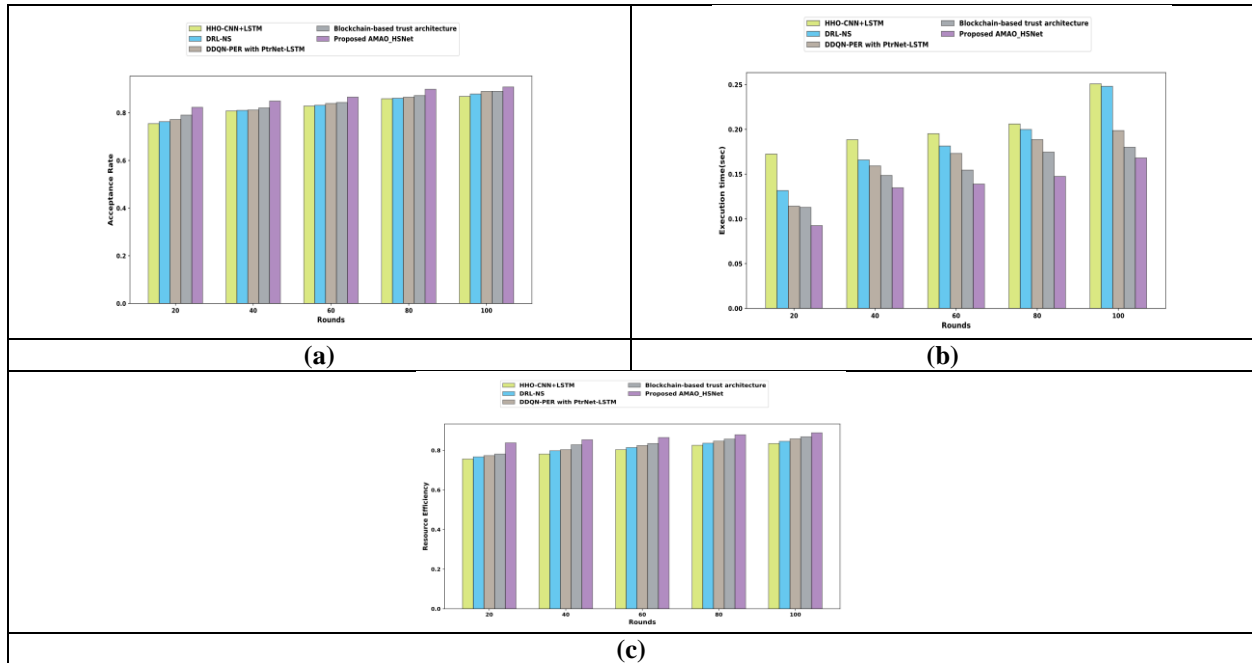 HHO-CNN+LSTM
DRL-NS
DDQN-PER with PtrNet-LSTM
Blockchain-based trust architecture
Proposed AMAO_HSNet
Acceptance Rate
0.8
0.6
0.4
0.2
0.0
20 40 60 80 100
Rounds
(a)
HHO-CNN+LSTM
DRL-NS
DDQN-PER with PtrNet-LSTM
Blockchain-based trust architecture
Proposed AMAO_HSNet
Execution time(sec)
0.25
0.20
0.15
0.10
0.05
0.00
20 40 60 80 100
Rounds
(b)
HHO-CNN+LSTM
DRL-NS
DDQN-PER with PtrNet-LSTM
Blockchain-based trust architecture
Proposed AMAO_HSNet
Resource Efficiency
0.8
0.6
0.4
0.2
0.0
20 40 60 80 100
Rounds
(c)